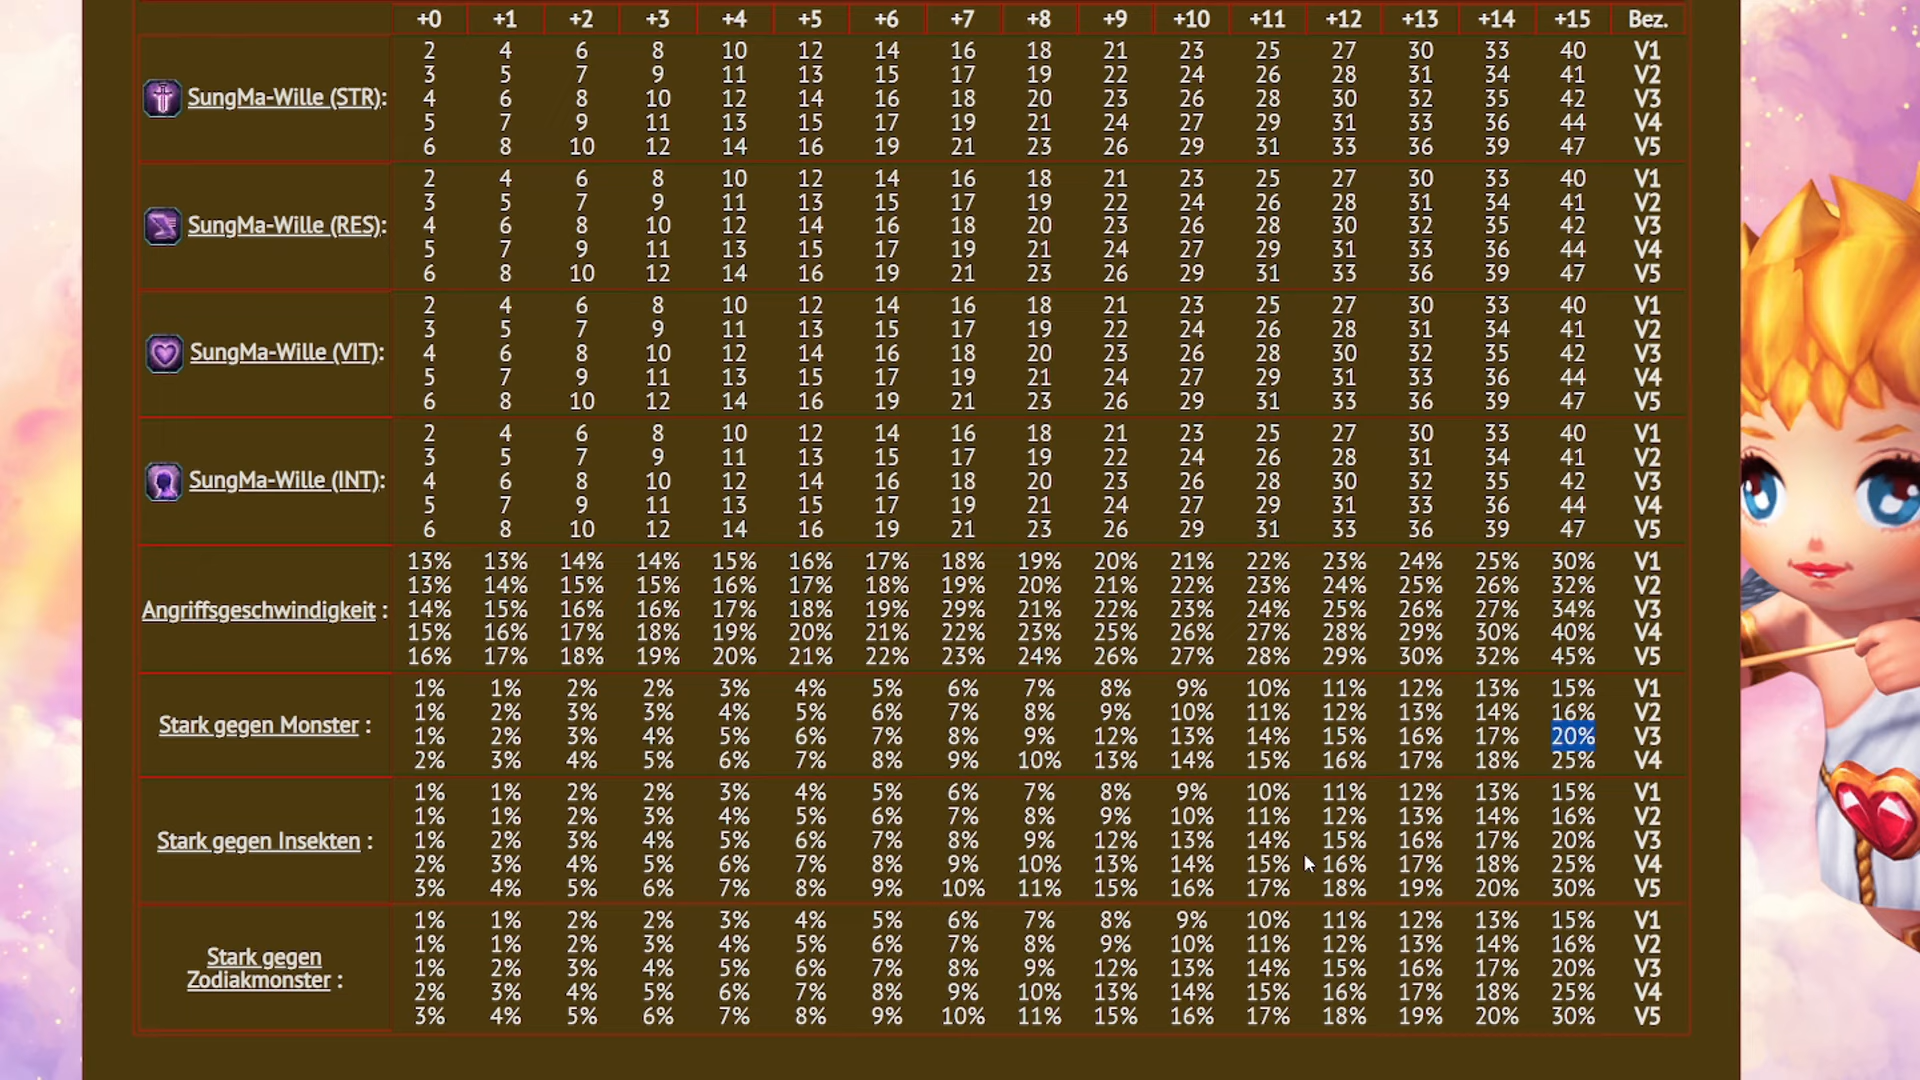 +0 +1 +2 +3 +4 +5 +6 +7 +8 +9 +10 +11 +12 +13 +14 +15 Bez.
SungMa-Wille (STR):
2 4 6 8 10 12 14 16 18 21 23 25 27 30 33 40 V1
3 5 7 9 11 13 15 17 19 22 24 26 28 31 34 41 V2
4 6 8 10 12 14 16 18 20 23 26 28 30 32 35 42 V3
5 7 9 11 13 15 17 19 21 24 27 29 31 33 36 44 V4
6 8 10 12 14 16 19 21 23 26 29 31 33 36 39 47 V5
SungMa-Wille (RES):
2 4 6 8 10 12 14 16 18 21 23 25 27 30 33 40 V1
3 5 7 9 11 13 15 17 19 22 24 26 28 31 34 41 V2
4 6 8 10 12 14 16 18 20 23 26 28 30 32 35 42 V3
5 7 9 11 13 15 17 19 21 24 27 29 31 33 36 44 V4
6 8 10 12 14 16 19 21 23 26 29 31 33 36 39 47 V5
SungMa-Wille (VIT):
2 4 6 8 10 12 14 16 18 21 23 25 27 30 33 40 V1
3 5 7 9 11 13 15 17 19 22 24 26 28 31 34 41 V2
4 6 8 10 12 14 16 18 20 23 26 28 30 32 35 42 V3
5 7 9 11 13 15 17 19 21 24 27 29 31 33 36 44 V4
6 8 10 12 14 16 19 21 23 26 29 31 33 36 39 47 V5
SungMa-Wille (INT):
2 4 6 8 10 12 14 16 18 21 23 25 27 30 33 40 V1
3 5 7 9 11 13 15 17 19 22 24 26 28 31 34 41 V2
4 6 8 10 12 14 16 18 20 23 26 28 30 32 35 42 V3
5 7 9 11 13 15 17 19 21 24 27 29 31 33 36 44 V4
6 8 10 12 14 16 19 21 23 26 29 31 33 36 39 47 V5
Angriffsgeschwindigkeit :
13% 13% 14% 14% 15% 16% 17% 18% 19% 20% 21% 22% 23% 24% 25% 30% V1
13% 14% 15% 15% 16% 17% 18% 19% 20% 21% 22% 23% 24% 25% 26% 32% V2
14% 15% 16% 16% 17% 18% 19% 29% 21% 22% 23% 24% 25% 26% 27% 34% V3
15% 16% 17% 18% 19% 20% 21% 22% 23% 25% 26% 27% 28% 29% 30% 40% V4
16% 17% 18% 19% 20% 21% 22% 23% 24% 26% 27% 28% 29% 30% 32% 45% V5
Stark gegen Monster :
1% 1% 2% 2% 3% 4% 5% 6% 7% 8% 9% 10% 11% 12% 13% 15% V1
1% 2% 3% 3% 4% 5% 6% 7% 8% 9% 10% 11% 12% 13% 14% 16% V2
1% 2% 3% 4% 5% 6% 7% 8% 9% 12% 13% 14% 15% 16% 17% 20% V3
2% 3% 4% 5% 6% 7% 8% 9% 10% 13% 14% 15% 16% 17% 18% 25% V4
Stark gegen Insekten :
1% 1% 2% 2% 3% 4% 5% 6% 7% 8% 9% 10% 11% 12% 13% 15% V1
1% 1% 2% 3% 4% 5% 6% 7% 8% 9% 10% 11% 12% 13% 14% 16% V2
1% 2% 3% 4% 5% 6% 7% 8% 9% 12% 13% 14% 15% 16% 17% 20% V3
2% 3% 4% 5% 6% 7% 8% 9% 10% 13% 14% 15% 16% 17% 18% 25% V4
3% 4% 5% 6% 7% 8% 9% 10% 11% 15% 16% 17% 18% 19% 20% 30% V5
Stark gegen
Zodiakmonster :
1% 1% 2% 2% 3% 4% 5% 6% 7% 8% 9% 10% 11% 12% 13% 15% V1
1% 1% 2% 3% 4% 5% 6% 7% 8% 9% 10% 11% 12% 13% 14% 16% V2
1% 2% 3% 4% 5% 6% 7% 8% 9% 12% 13% 14% 15% 16% 17% 20% V3
2% 3% 4% 5% 6% 7% 8% 9% 10% 13% 14% 15% 16% 17% 18% 25% V4
3% 4% 5% 6% 7% 8% 9% 10% 11% 15% 16% 17% 18% 19% 20% 30% V5